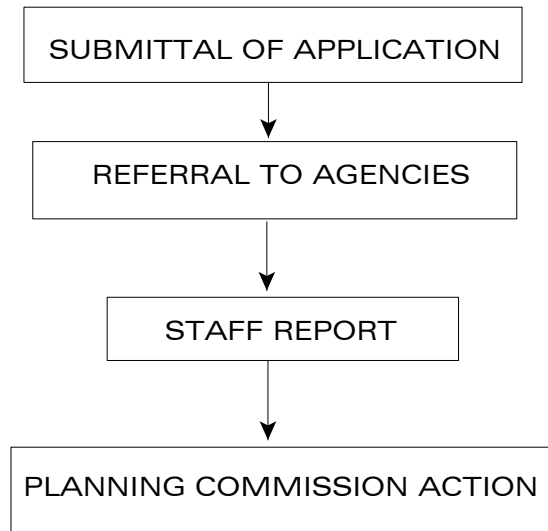 SUBMITTAL OF APPLICATION
REFERRAL TO AGENCIES
STAFF REPORT
PLANNING COMMISSION ACTION